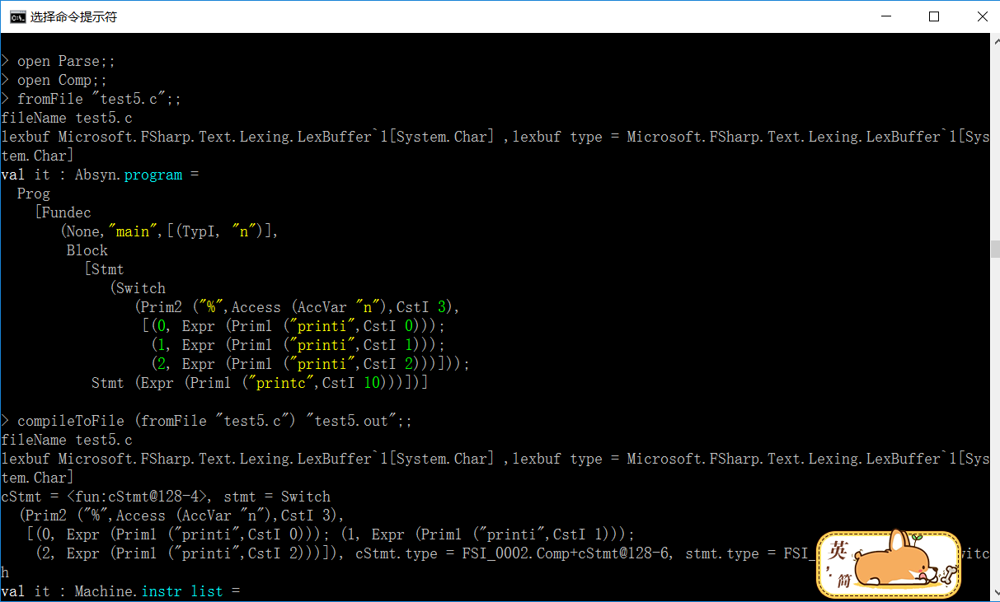 选择命令提示符
> open Parse;;
> open Comp;;
> fromFile "test5.c";;
fileName test5.c
lexbuf Microsoft.FSharp.Text.Lexing.LexBuffer`1[System.Char] ,lexbuf type = Microsoft.FSharp.Text.Lexing.LexBuffer`1[Sys
tem.Char]
val it : Absyn.program =
  Prog
    [Fundec
       (None,"main",[(TypI, "n")],
        Block
          [Stmt
             (Switch
                (Prim2 ("%",Access (AccVar "n"),CstI 3),
                 [(0, Expr (Prim1 ("printi",CstI 0)));
                  (1, Expr (Prim1 ("printi",CstI 1)));
                  (2, Expr (Prim1 ("printi",CstI 2)))]));
           Stmt (Expr (Prim1 ("printc",CstI 10)))])]
> compileToFile (fromFile "test5.c") "test5.out";;
fileName test5.c
lexbuf Microsoft.FSharp.Text.Lexing.LexBuffer`1[System.Char] ,lexbuf type = Microsoft.FSharp.Text.Lexing.LexBuffer`1[Sys
tem.Char]
cStmt = <fun:cStmt@128-4>, stmt = Switch
  (Prim2 ("%",Access (AccVar "n"),CstI 3),
   [(0, Expr (Prim1 ("printi",CstI 0))); (1, Expr (Prim1 ("printi",CstI 1)));
    (2, Expr (Prim1 ("printi",CstI 2)))]), cStmt.type = FSI_0002.Comp+cStmt@128-6, stmt.type = FSI_ vitc
h
val it : Machine.instr list =
英
’简